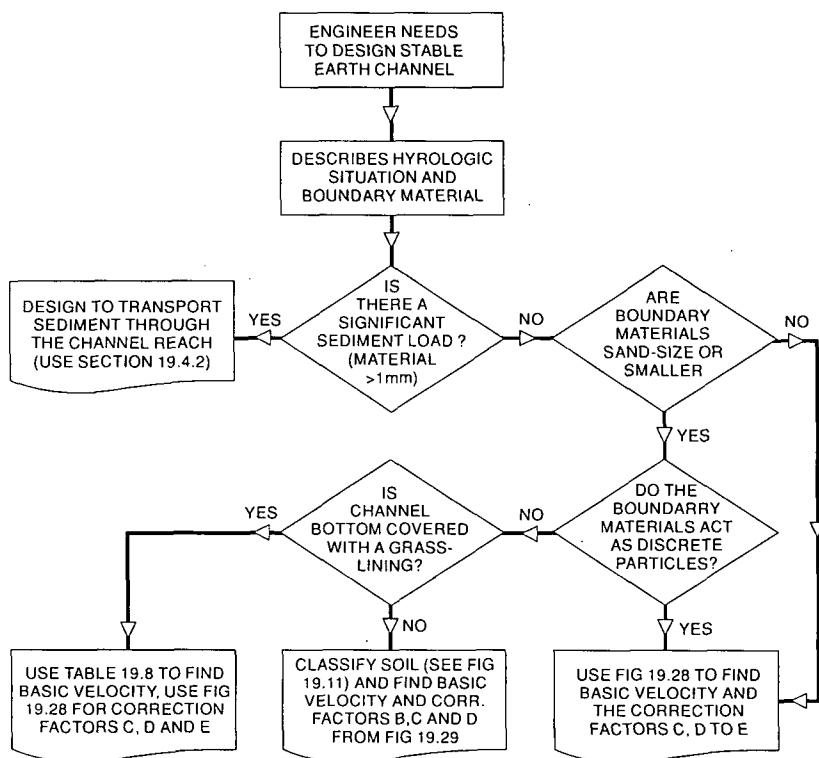 ENGINEER NEEDS
TO DESIGN STABLE
EARTH CHANNEL
DESCRIBES HYROLOGIC
SITUATION AND
BOUNDARY MATERIAL
IS
THERE A
SIGNIFICANT
SEDIMENT LOAD ?
(MATERIAL
>1mm)
YES
DESIGN TO TRANSPORT
SEDIMENT THROUGH
THE CHANNEL REACH
(USE SECTION 19.4.2)
NO
ARE
BOUNDARY
MATERIALS
SAND-SIZE OR
SMALLER
NO
YES
DO THE
BOUNDARRY
MATERIALS ACT
AS DISCRETE
PARTICLES?
NO
IS
CHANNEL
BOTTOM COVERED
WITH A GRASS-
LINING?
YES
NO
YES
USE TABLE 19.8 TO FIND
BASIC VELOCITY, USE FIG
19.28 FOR CORRECTION
FACTORS C, D AND E
CLASSIFY SOIL (SEE FIG
19.11) AND FIND BASIC
VELOCITY AND CORR.
FACTORS B,C AND D
FROM FIG 19.29
USE FIG 19.28 TO FIND
BASIC VELOCITY AND
THE CORRECTION
FACTORS C, D TO E